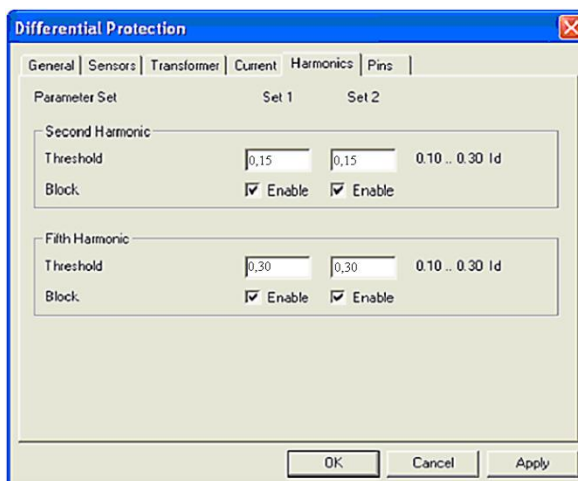 Differential Protection
General Sensors Transformer Current Harmonics Pins
Parameter Set Set 1 Set 2
Second Harmonic
Threshold 0,15 0,15 0.10 .. 0.30 Id
Block Enable Enable
Fifth Harmonic
Threshold 0,30 0,30 0.10 .. 0.30 Id
Block Enable Enable
OK Cancel Apply